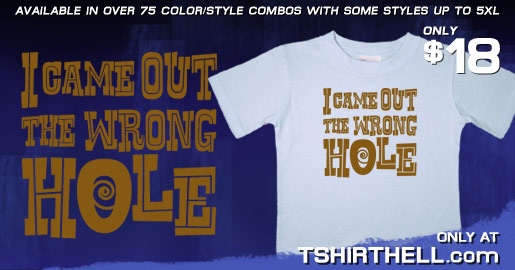 AVAILABLE IN OVER 75 COLOR/STYLE COMBOS WITH SOME STYLES UP TO 5XL
I CAME OUT
THE WRONG
HOLE
I CAME OUT
THE WRONG
HOLE
ONLY
$18
ONLY AT
TSHIRTHELL.com